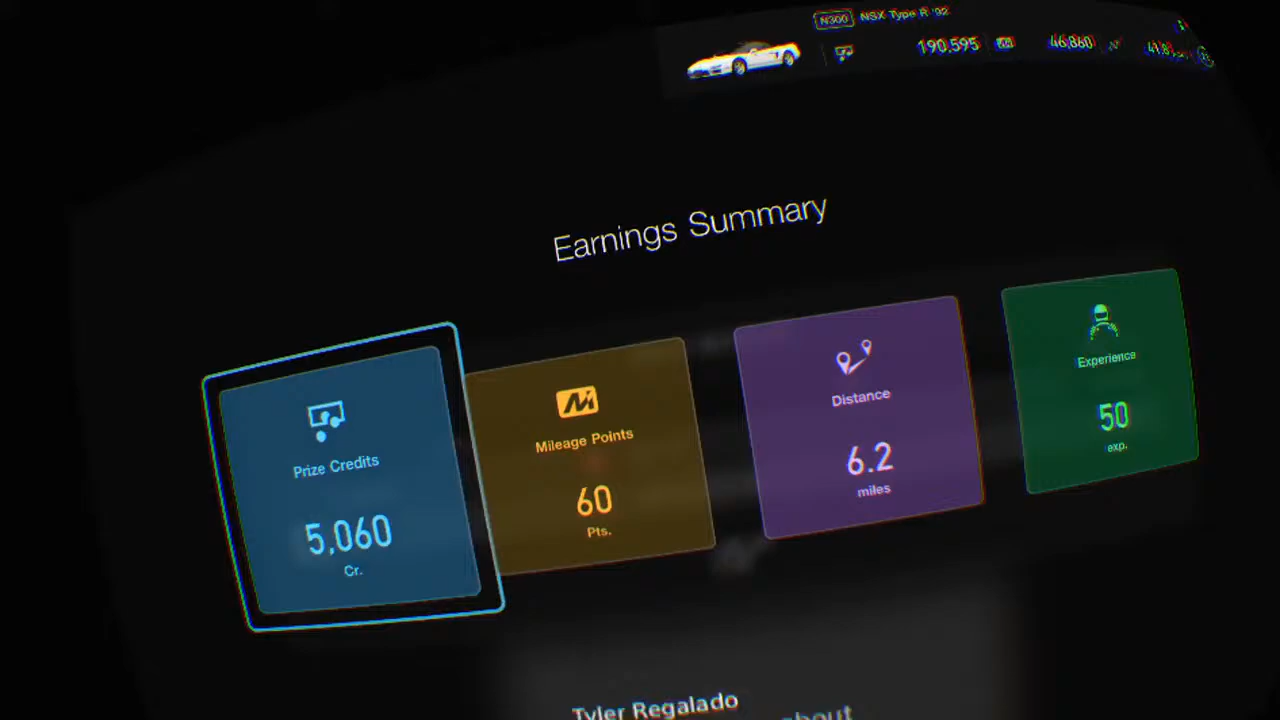 N300 NSX Type R '92
190,595 46,860
Earnings Summary
Prize Credits
5,060
Cr.
Mileage Points
60
Pts.
Distance
6.2
miles
Experience
50
exp.
Tyler Regalado
about